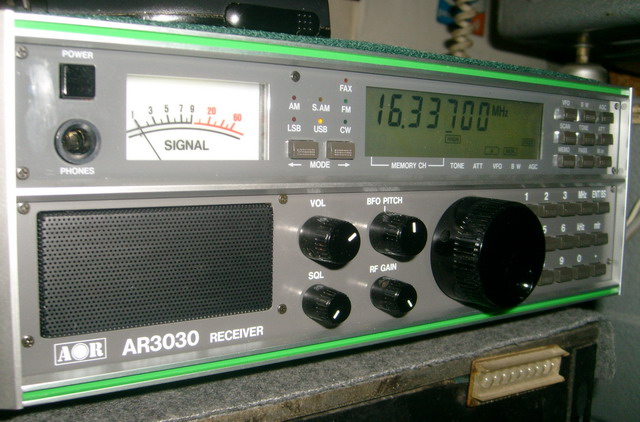 POWER
PHONES
1 3 5 7 9 20 60
SIGNAL
FAX
AM S.AM FM
LSB USB CW
MODE
16.33700 MHz
MEMORY CH TONE ATT VFO B W AGC
VOL
BFO PITCH
SQL
RF GAIN
1 2 3 MHz
5 6 kHz
9 0 -
AOR AR3030 RECEIVER